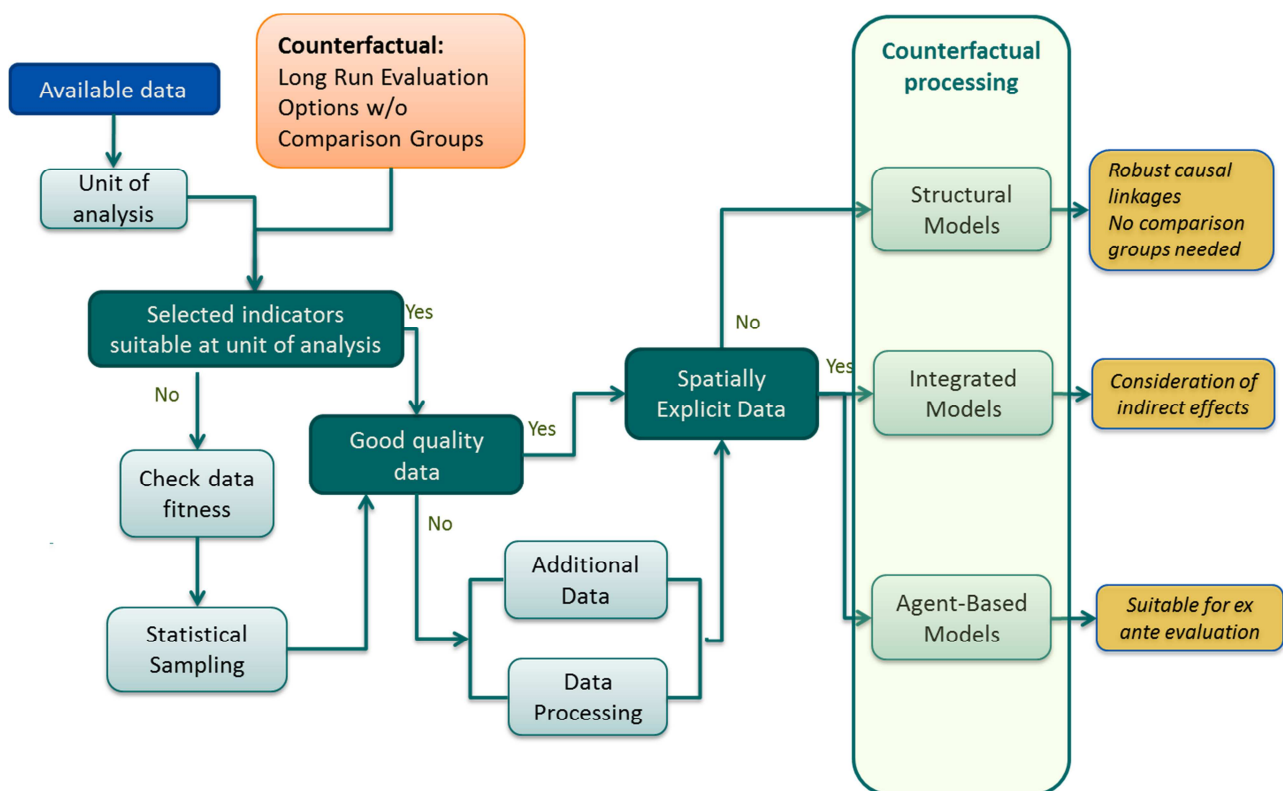 Available data
Counterfactual:
Long Run Evaluation
Options w/o
Comparison Groups
Unit of
analysis
Selected indicators
suitable at unit of analysis
Yes
No
Check data
fitness
Statistical
Sampling
Good quality
data
Yes
No
Additional
Data
Data
Processing
Spatially
Explicit Data
No
Yes
Counterfactual
processing
Structural
Models
Integrated
Models
Agent-Based
Models
Robust causal
linkages
No comparison
groups needed
Consideration of
indirect effects
Suitable for ex
ante evaluation